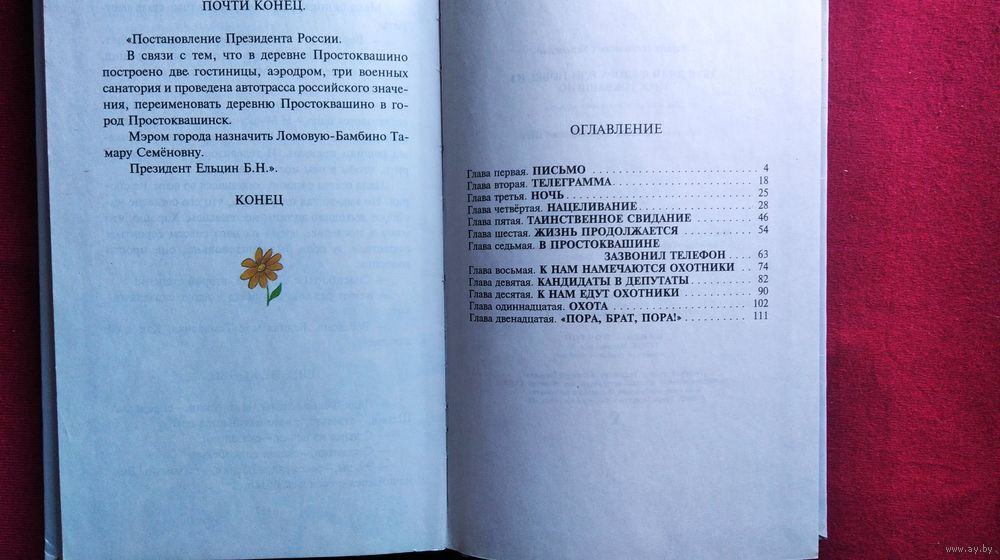 ПОЧТИ КОНЕЦ.
«Постановление Президента России.
В связи с тем, что в деревне Простоквашино
построено две гостиницы, аэродром, три военных
санатория и проведена автотрасса российского значе-
ния, переименовать деревню Простоквашино в го-
род Простоквашинск.
Мэром города назначить Ломовую-Бамбино Та-
мару Семёновну.
Президент Ельцин Б.Н.».
КОНЕЦ
ОГЛАВЛЕНИЕ
Глава первая. ПИСЬМО 4
Глава вторая. ТЕЛЕГРАММА 18
Глава третья. НОЧЬ 25
Глава четвёртая. НАЦЕЛИВАНИЕ 28
Глава пятая. ТАИНСТВЕННОЕ СВИДАНИЕ 46
Глава шестая. ЖИЗНЬ ПРОДОЛЖАЕТСЯ 54
Глава седьмая. В ПРОСТОКВАШИНЕ
ЗАЗВОНИЛ ТЕЛЕФОН 63
Глава восьмая. К НАМ НАМЕЧАЮТСЯ ОХОТНИКИ 74
Глава девятая. КАНДИДАТЫ В ДЕПУТАТЫ 82
Глава десятая. К НАМ ЕДУТ ОХОТНИКИ 90
Глава одиннадцатая. ОХОТА 102
Глава двенадцатая. «ПОРА, БРАТ, ПОРА!» 111
www.ay.by